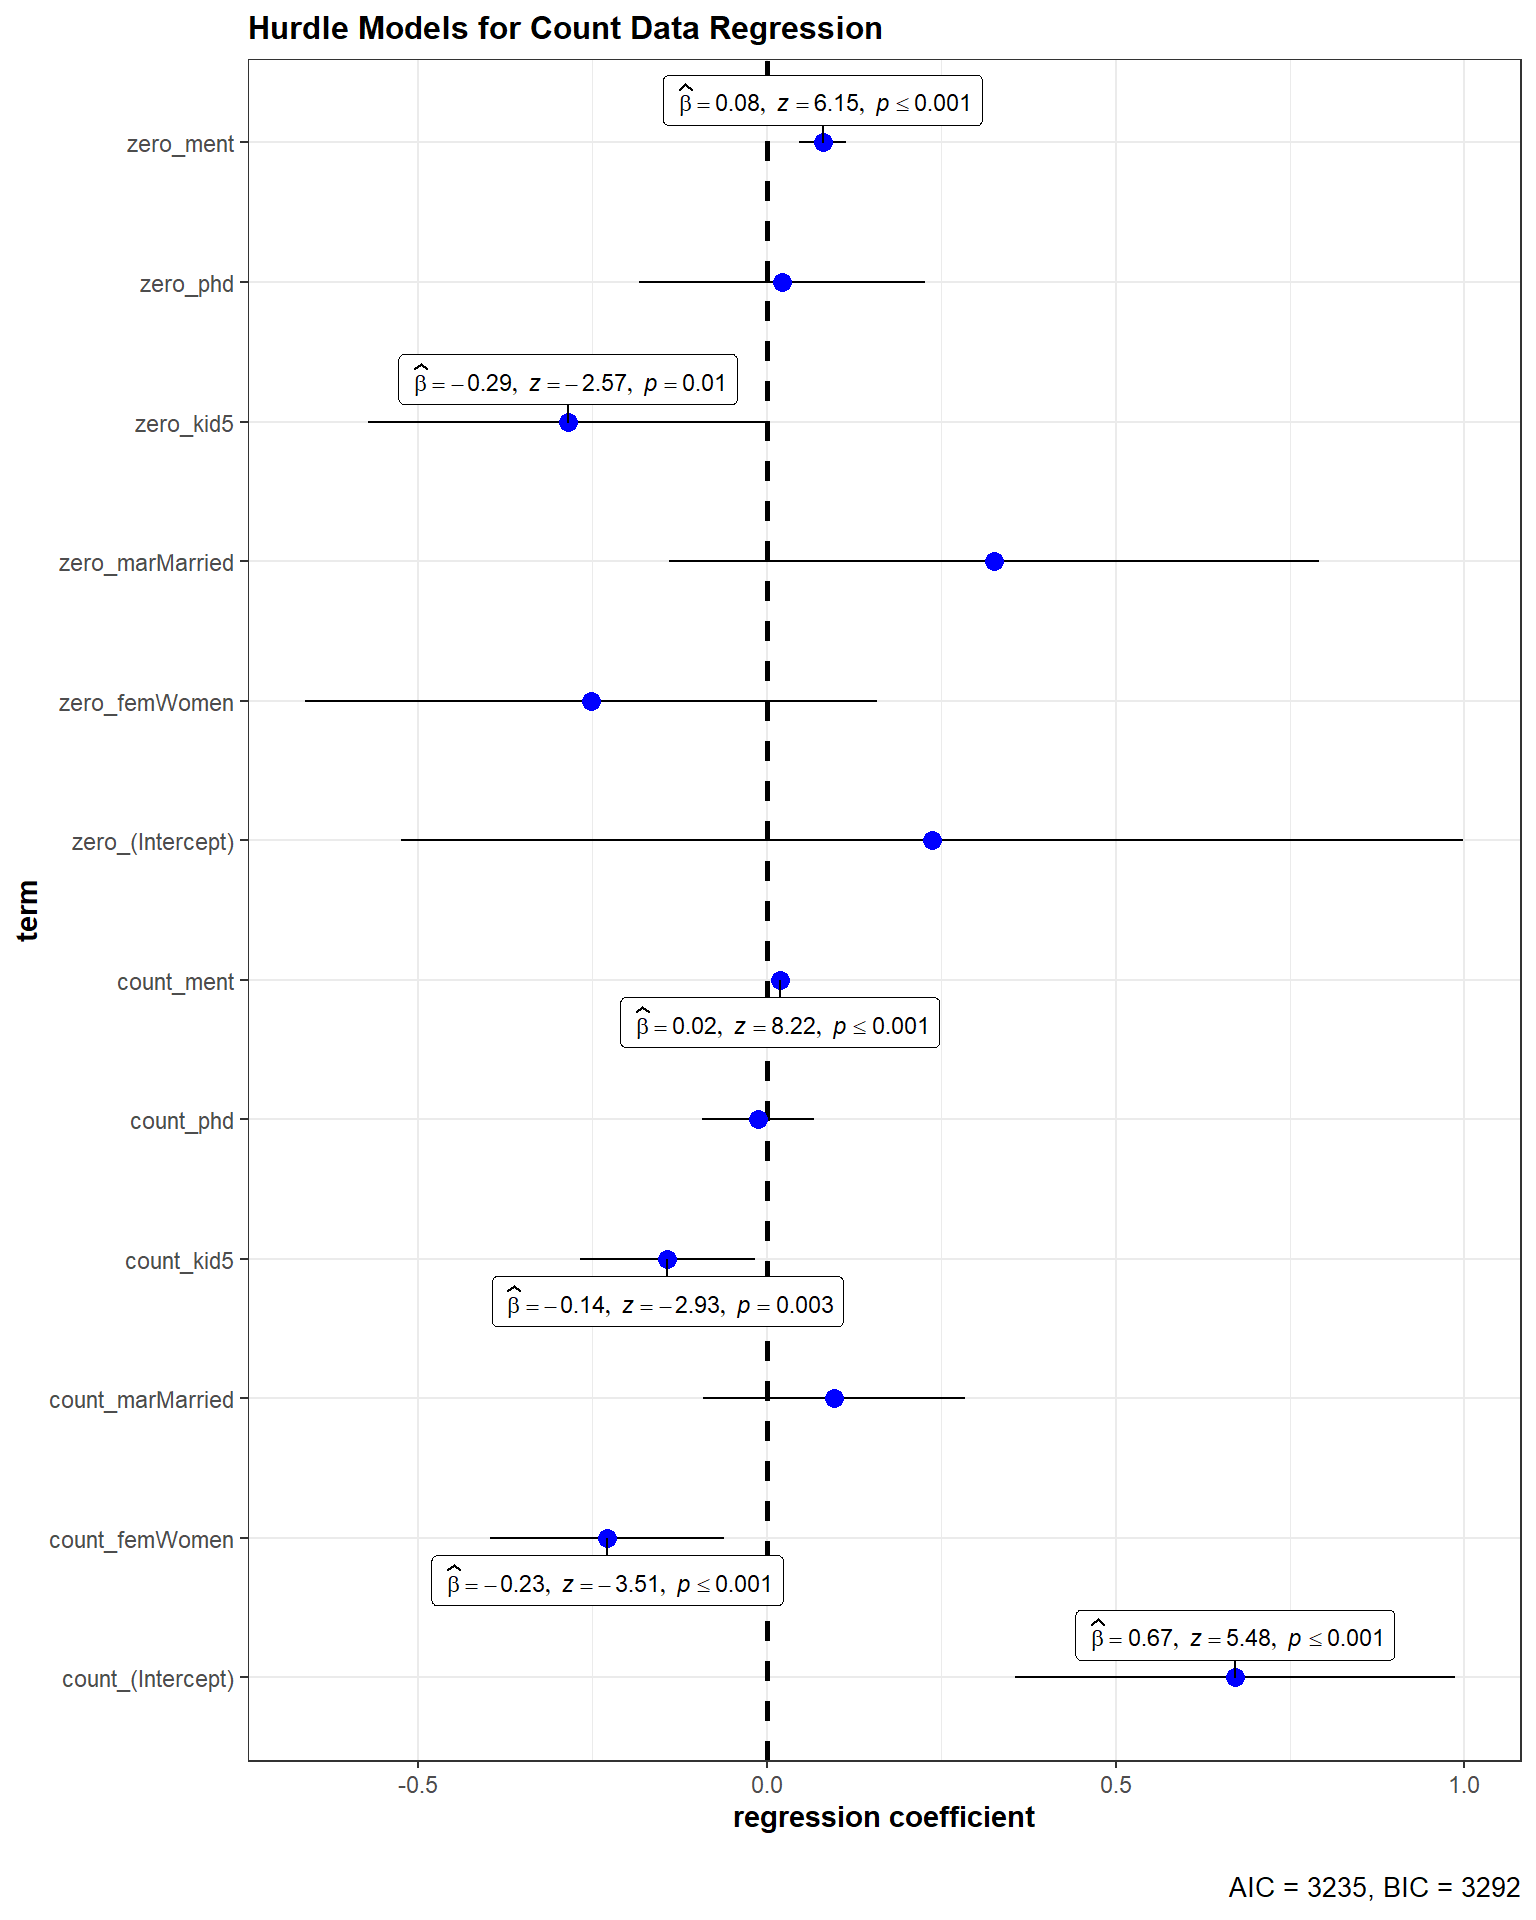 Hurdle Models for Count Data Regression
β̂ = 0.08, z = 6.15, p ≤ 0.001
zero_ment
zero_phd
β̂ = −0.29, z = −2.57, p = 0.01
zero_kid5
zero_marMarried
zero_femWomen
zero_(Intercept)
term
count_ment
β̂ = 0.02, z = 8.22, p ≤ 0.001
count_phd
count_kid5
β̂ = −0.14, z = −2.93, p = 0.003
count_marMarried
count_femWomen
β̂ = −0.23, z = −3.51, p ≤ 0.001
β̂ = 0.67, z = 5.48, p ≤ 0.001
count_(Intercept)
-0.5 0.0 0.5 1.0
regression coefficient
AIC = 3235, BIC = 3292